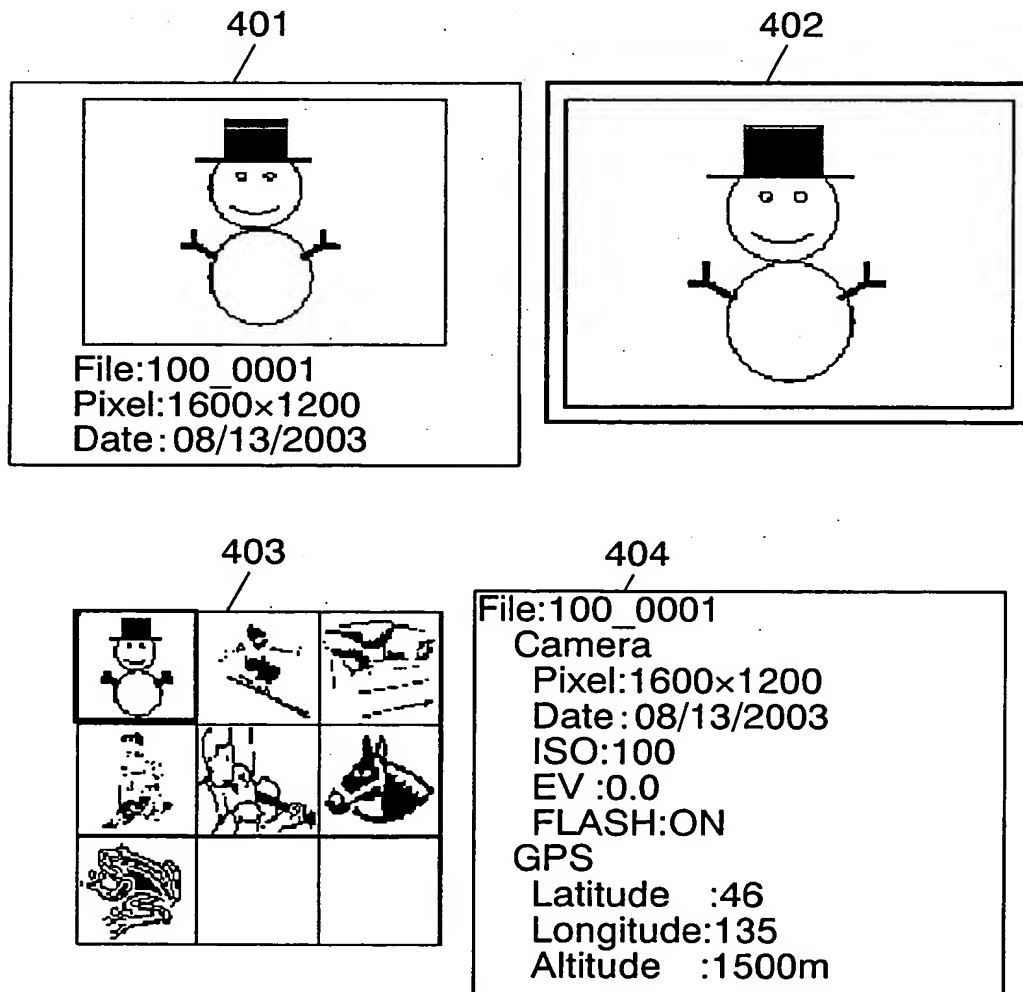 401
402
File:100_0001
Pixel:1600×1200
Date:08/13/2003
403
404
File:100_0001
Camera
Pixel:1600×1200
Date:08/13/2003
ISO:100
EV :0.0
FLASH:ON
GPS
Latitude :46
Longitude:135
Altitude :1500m